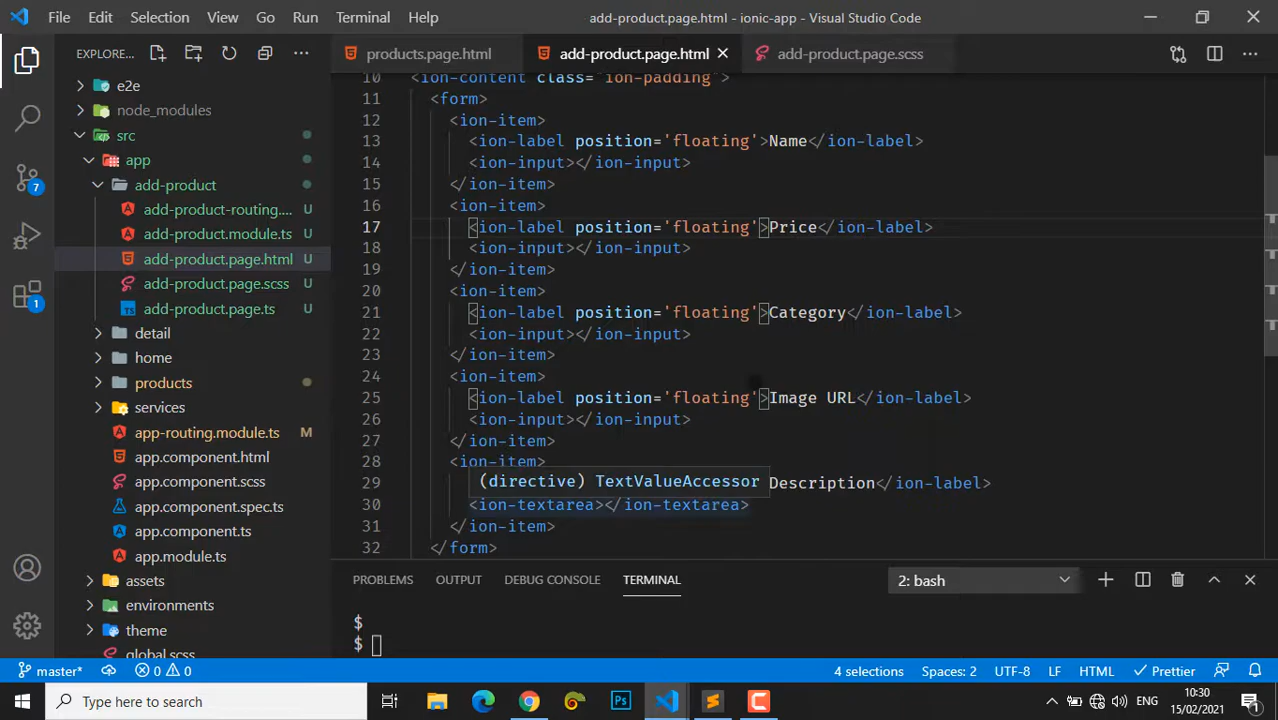 File Edit Selection View Go Run Terminal Help add-product.page.html - ionic-app - Visual Studio Code
EXPLORE... products.page.html add-product.page.html add-product.page.scss
e2e
node_modules
src
app
add-product
add-product-routing.... U
add-product.module.ts U
add-product.page.html U
add-product.page.scss U
add-product.page.ts U
detail
home
products
services
app-routing.module.ts M
app.component.html
app.component.scss
app.component.spec.ts
app.component.ts
app.module.ts
assets
environments
theme
global.scss
7
1
10 <ion-content class="ion-padding">
11 <form>
12 <ion-item>
13 <ion-label position='floating'>Name</ion-label>
14 <ion-input></ion-input>
15 </ion-item>
16 <ion-item>
17 <ion-label position='floating'>Price</ion-label>
18 <ion-input></ion-input>
19 </ion-item>
20 <ion-item>
21 <ion-label position='floating'>Category</ion-label>
22 <ion-input></ion-input>
23 </ion-item>
24 <ion-item>
25 <ion-label position='floating'>Image URL</ion-label>
26 <ion-input></ion-input>
27 </ion-item>
28 <ion-item>
(directive) TextValueAccessor
29 Description</ion-label>
30 <ion-textarea></ion-textarea>
31 </ion-item>
32 </form>
PROBLEMS OUTPUT DEBUG CONSOLE TERMINAL 2: bash
$
$
master* 0 0 4 selections Spaces: 2 UTF-8 LF HTML Prettier
Type here to search Ps ENG 10:30
15/02/2021 1